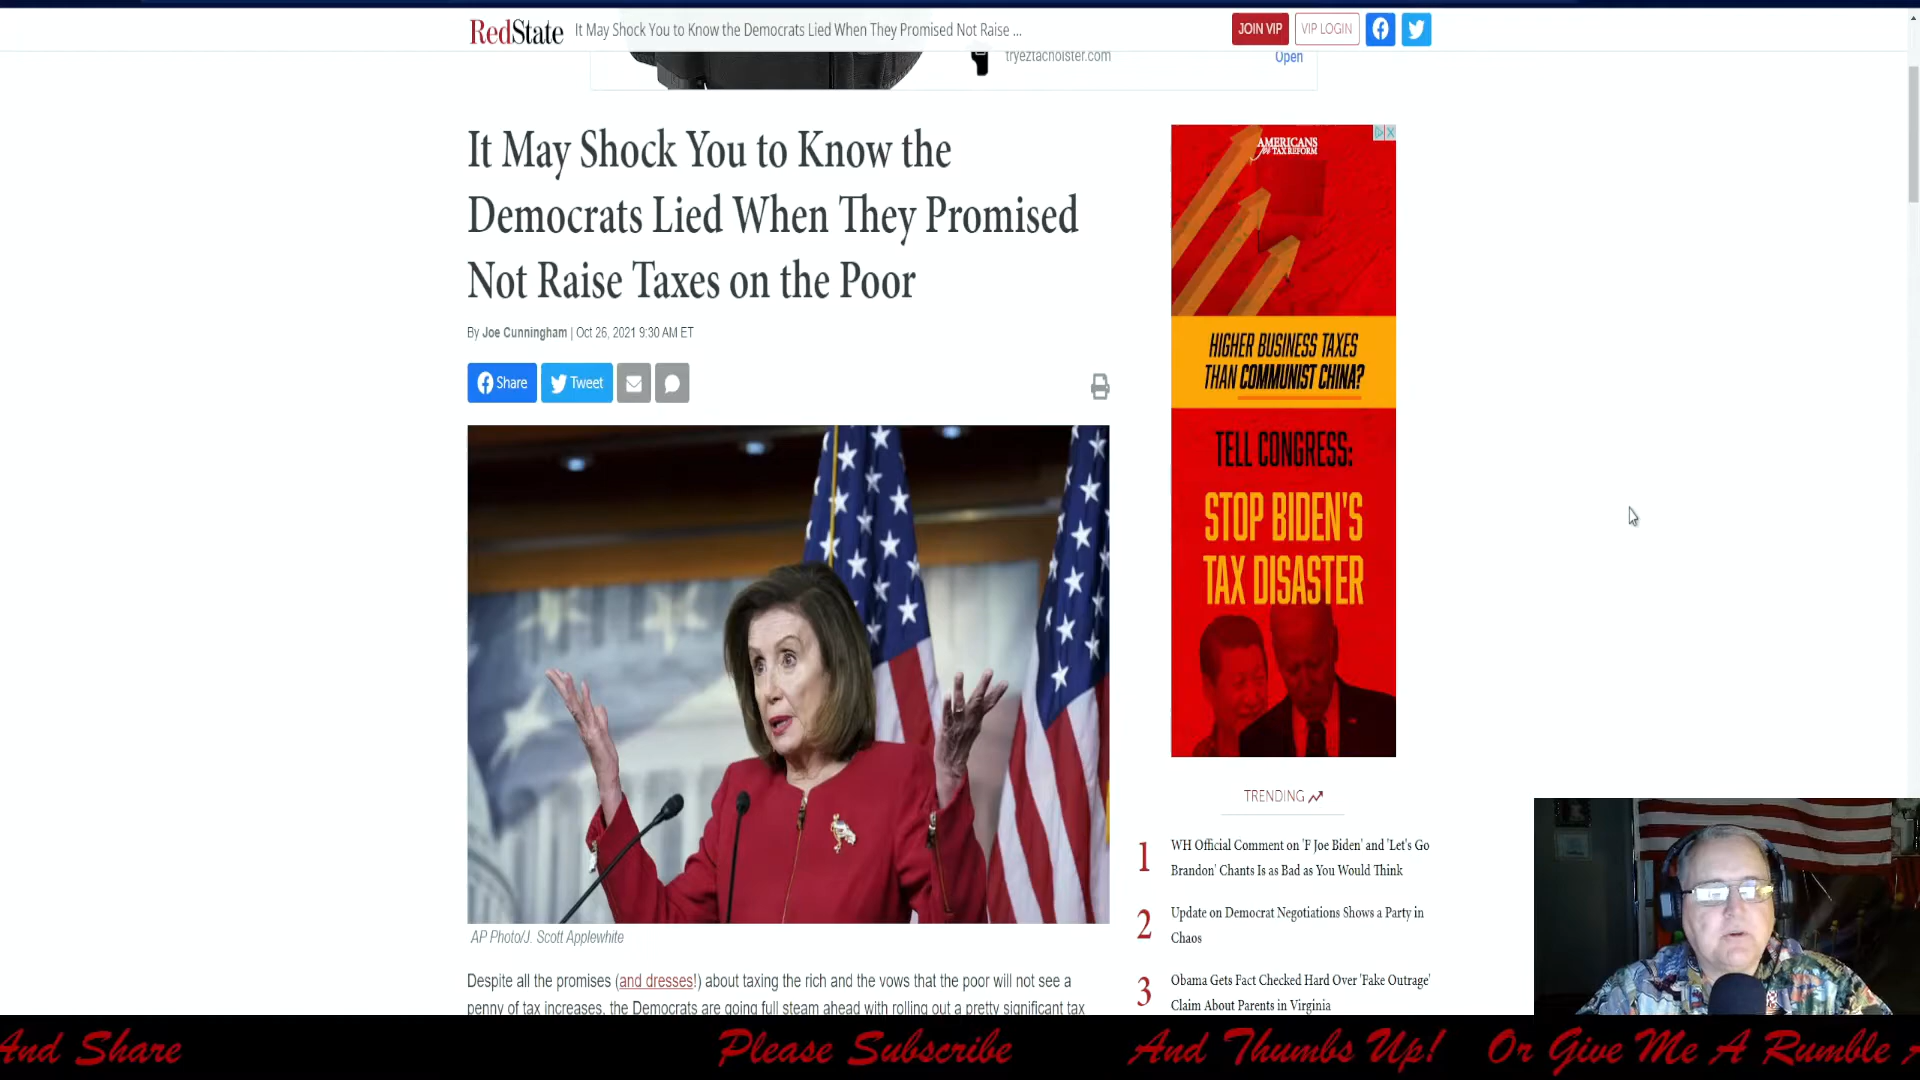 RedState It May Shock You to Know the Democrats Lied When They Promised Not Raise ... JOIN VIP VIP LOGIN
tryeztacholster.com Open
It May Shock You to Know the
Democrats Lied When They Promised
Not Raise Taxes on the Poor
By Joe Cunningham | Oct 26, 2021 9:30 AM ET
Share Tweet
AP Photo/J. Scott Applewhite
Despite all the promises (and dresses!) about taxing the rich and the vows that the poor will not see a
penny of tax increases, the Democrats are going full steam ahead with rolling out a pretty significant tax
AMERICANS
for TAX REFORM
HIGHER BUSINESS TAXES
THAN COMMUNIST CHINA?
TELL CONGRESS:
STOP BIDEN'S
TAX DISASTER
TRENDING
1 WH Official Comment on 'F Joe Biden' and 'Let's Go
Brandon' Chants Is as Bad as You Would Think
2 Update on Democrat Negotiations Shows a Party in
Chaos
3 Obama Gets Fact Checked Hard Over 'Fake Outrage'
Claim About Parents in Virginia
And Share Please Subscribe And Thumbs Up! Or Give Me A Rumble